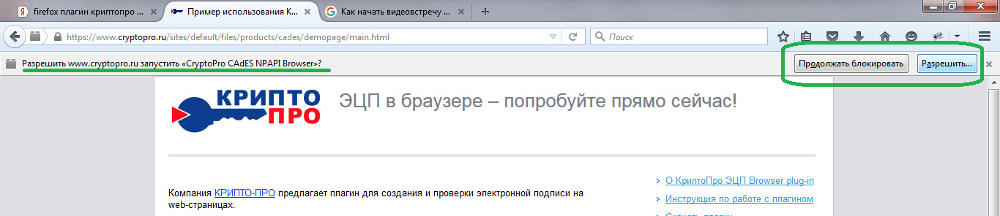 firefox плагин криптопро ...
Пример использования К...
Как начать видеовстречу ...
https://www.cryptopro.ru/sites/default/files/products/cades/demopage/main.html
Поиск
Разрешить www.cryptopro.ru запустить «CryptoPro CAdES NPAPI Browser»?
Продолжать блокировать
Разрешить...
КРИПТО
ПРО
ЭЦП в браузере – попробуйте прямо сейчас!
О КриптоПро ЭЦП Browser plug-in
Компания КРИПТО-ПРО предлагает плагин для создания и проверки электронной подписи на
web-страницах.
Инструкция по работе с плагином